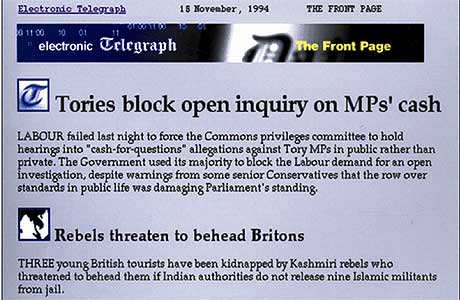 Electronic Telegraph 15 November, 1994 THE FRONT PAGE
electronic Telegraph The Front Page
Tories block open inquiry on MPs' cash
LABOUR failed last night to force the Commons privileges committee to hold
hearings into "cash-for-questions" allegations against Tory MPs in public rather than
private. The Government used its majority to block the Labour demand for an open
investigation, despite warnings from some senior Conservatives that the row over
standards in public life was damaging Parliament's standing.
Rebels threaten to behead Britons
THREE young British tourists have been kidnapped by Kashmiri rebels who
threatened to behead them if Indian authorities do not release nine Islamic militants
from jail.